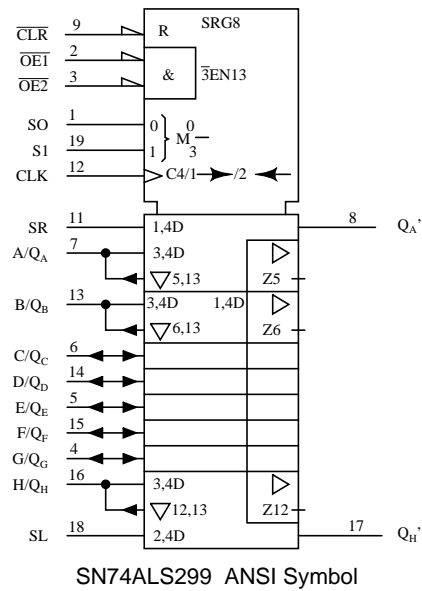 SRG8
9
CLR
R
2
OE1
3
OE2
&
3EN13
1
SO
0
0
M
S1
19
1
3
CLK
12
C4/1
/2
SR
11
1,4D
8
QA'
A/QA
7
3,4D
5,13
Z5
B/QB
13
3,4D
1,4D
6,13
Z6
C/QC
6
D/QD
14
E/QE
5
F/QF
15
G/QG
4
H/QH
16
3,4D
12,13
Z12
SL
18
2,4D
17
QH'
SN74ALS299 ANSI Symbol